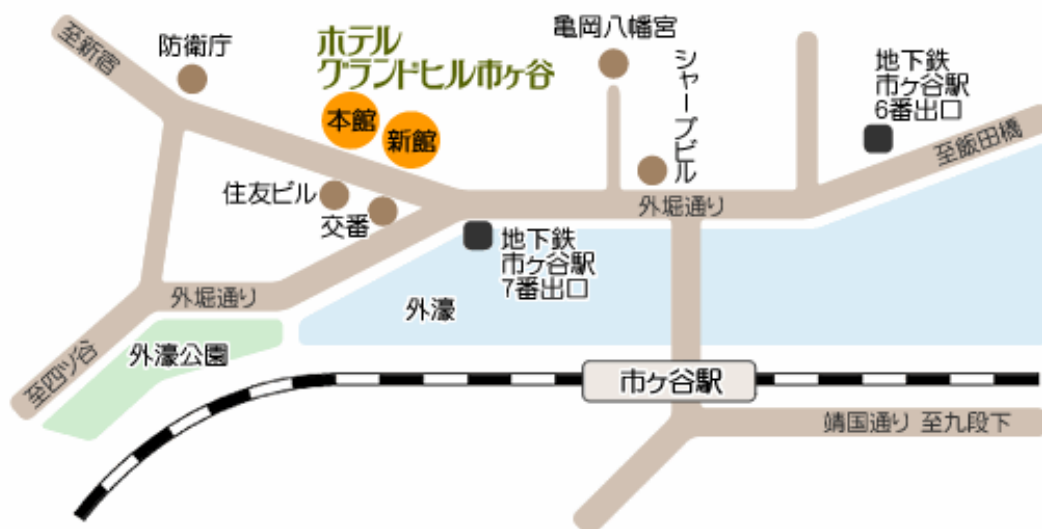 至新宿
防衛庁
ホテル
グランドヒル市ヶ谷
本館
新館
亀岡八幡宮
シャープビル
地下鉄
市ヶ谷駅
6番出口
至飯田橋
住友ビル
交番
外堀通り
地下鉄
市ヶ谷駅
7番出口
外堀通り
外濠
至四ツ谷
外濠公園
市ヶ谷駅
靖国通り 至九段下